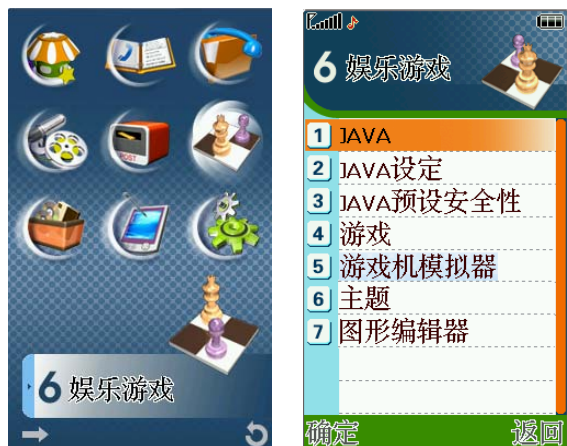 POST
6 娱乐游戏
6 娱乐游戏
1 JAVA
2 JAVA设定
3 JAVA预设安全性
4 游戏
5 游戏机模拟器
6 主题
7 图形编辑器
确定 返回